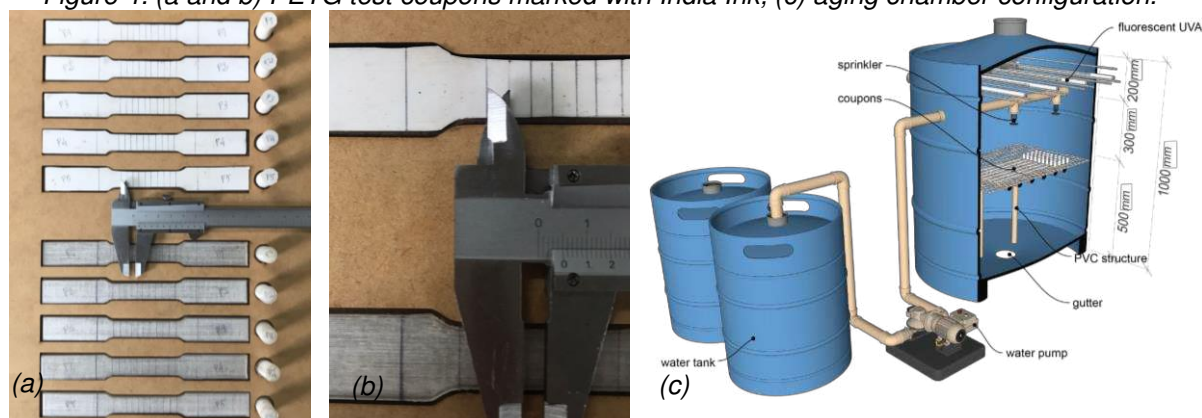 Figure 4. (a and b) PETG test coupons marked with India ink; (c) aging chamber configuration.
fluorescent UVA
sprinkler
coupons
200mm
300mm
500mm
1000mm
0 1
0 1 2
PVC structure
gutter
water pump
water tank
(a)
(b)
(c)